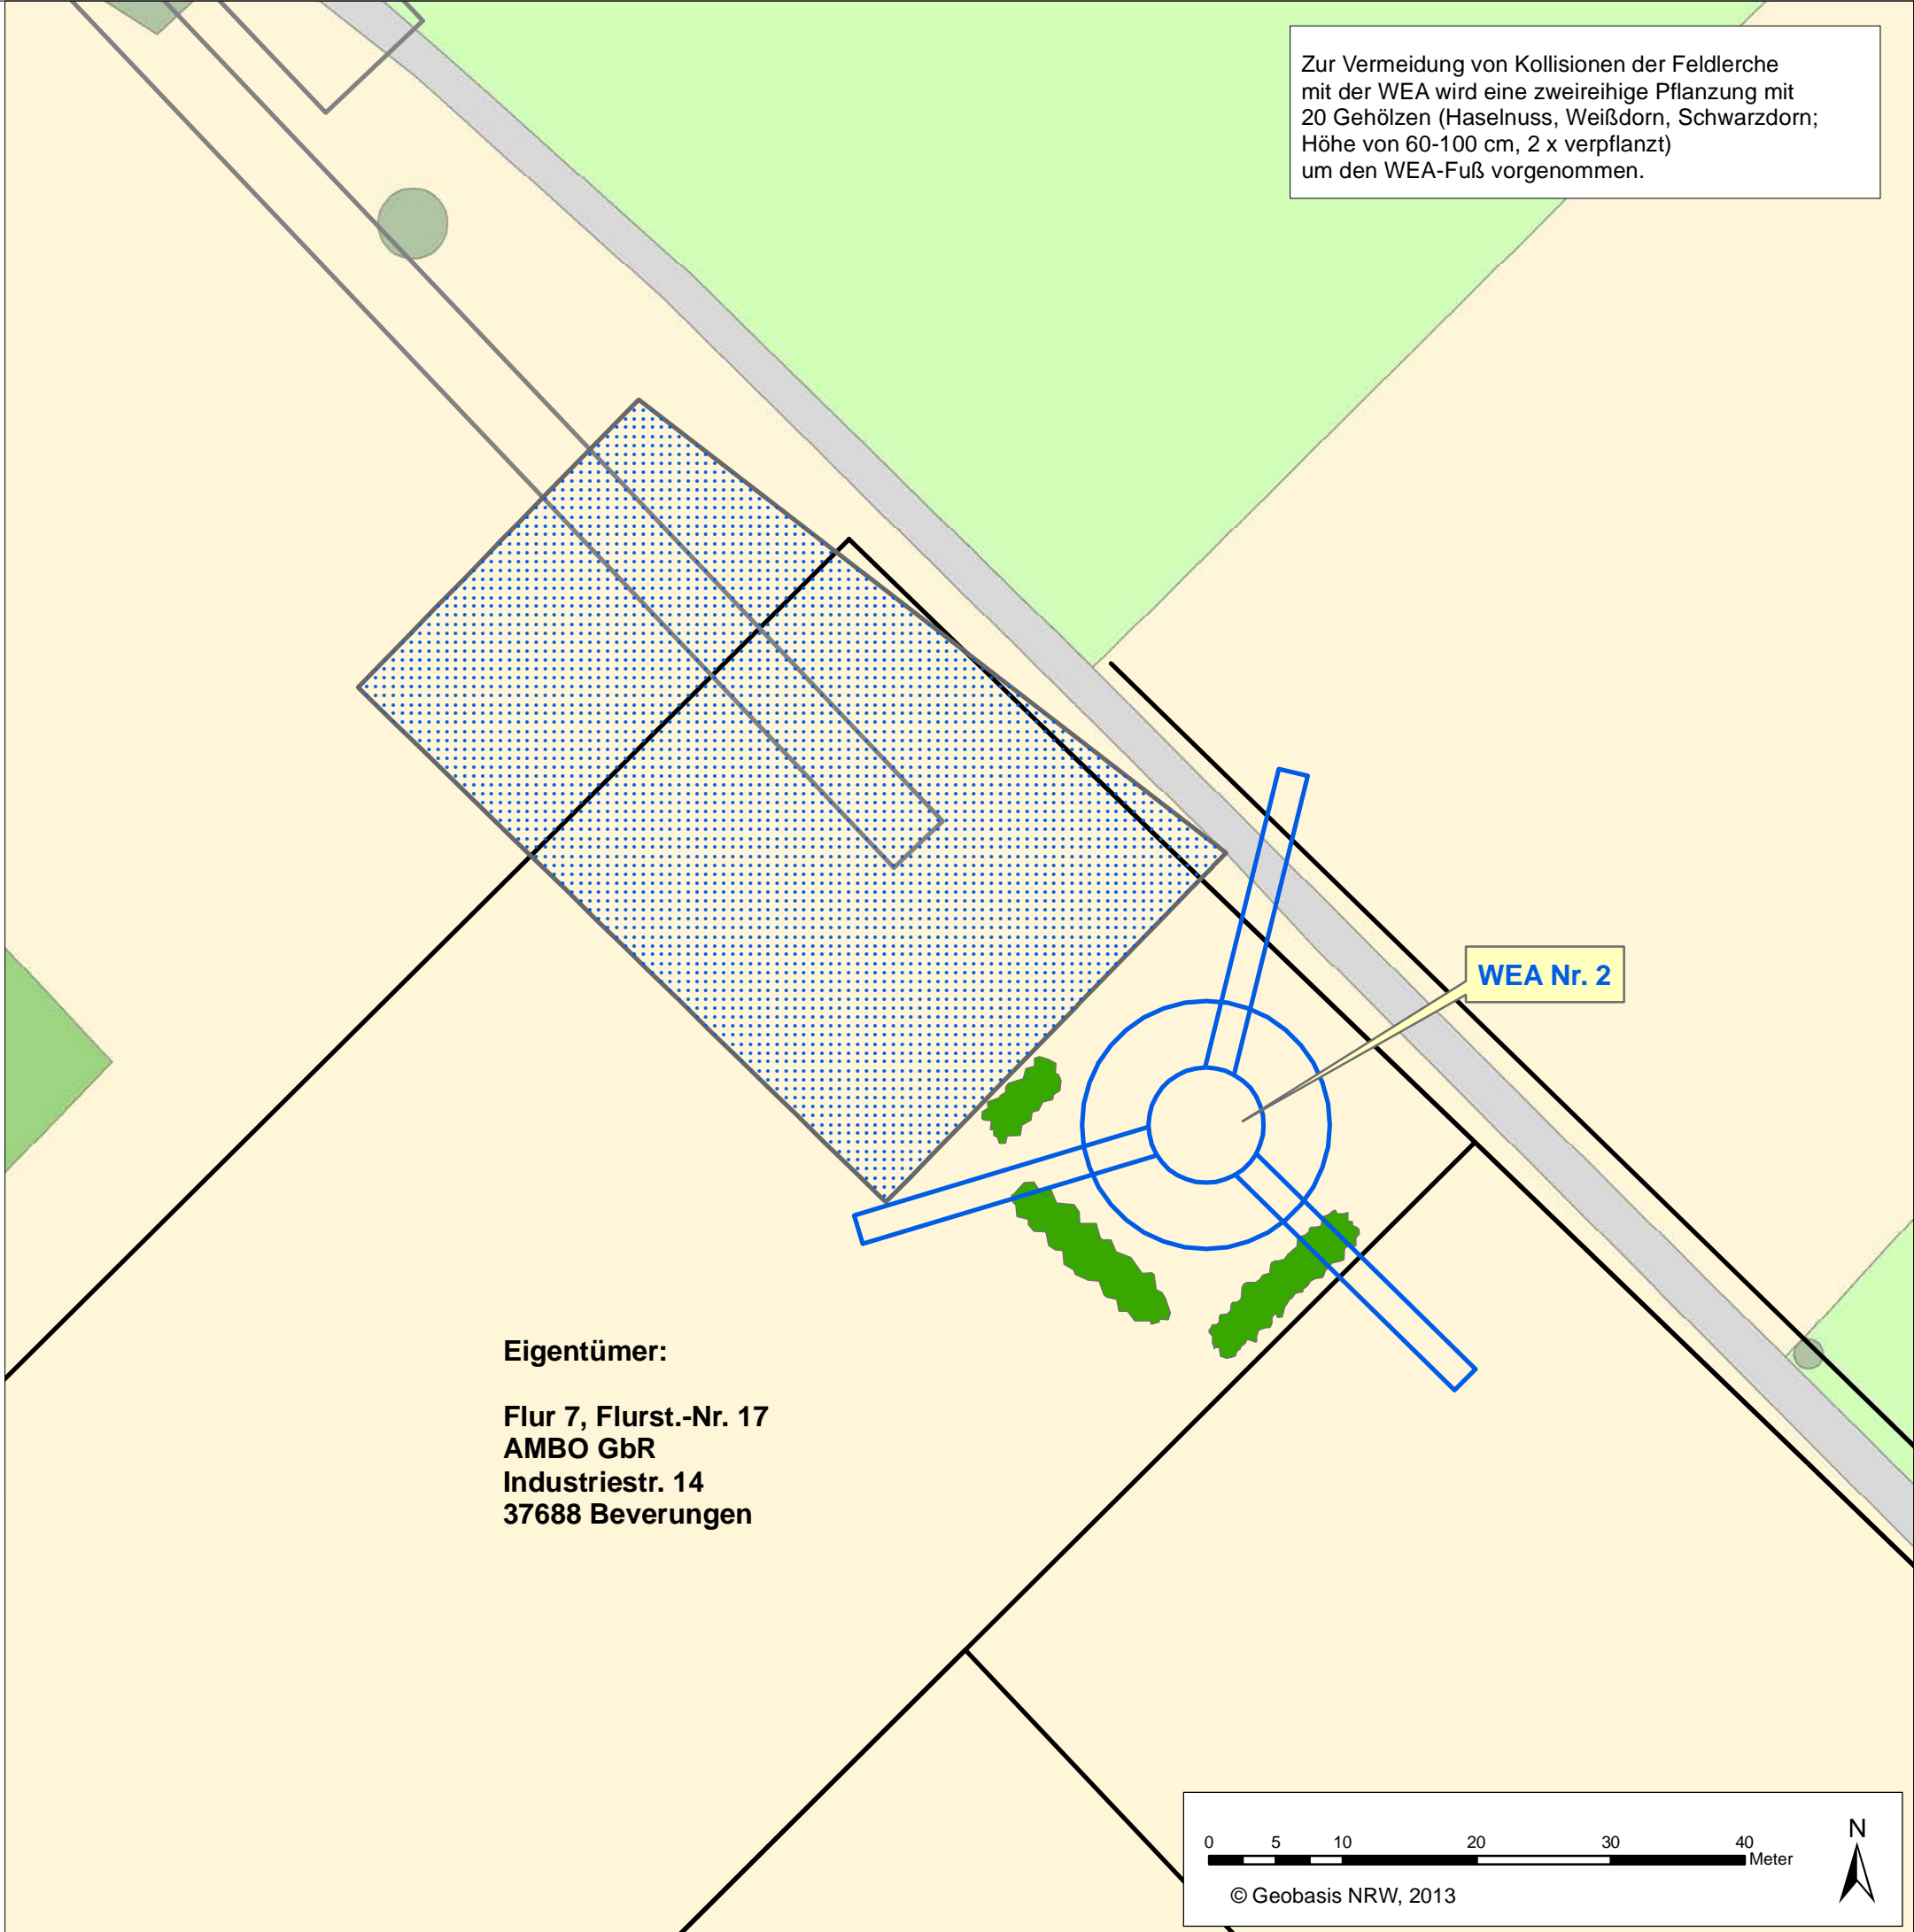 Zur Vermeidung von Kollisionen der Feldlerche
mit der WEA wird eine zweireihige Pflanzung mit
20 Gehölzen (Haselnuss, Weißdorn, Schwarzdorn;
Höhe von 60-100 cm, 2 x verpflanzt)
um den WEA-Fuß vorgenommen.
WEA Nr. 2
Eigentümer:
Flur 7, Flurst.-Nr. 17
AMBO GbR
Industriestr. 14
37688 Beverungen
0 5 10 20 30 40
Meter
N
© Geobasis NRW, 2013